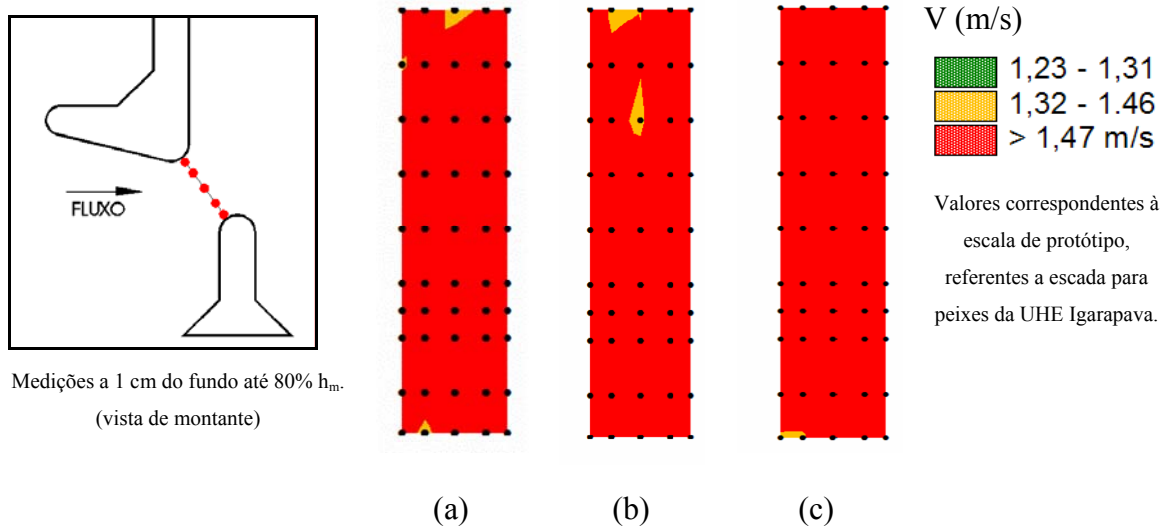 FLUXO
Medições a 1 cm do fundo até 80% hm.
(vista de montante)
(a)
(b)
(c)
V (m/s)
1,23 - 1,31
1,32 - 1.46
> 1,47 m/s
Valores correspondentes à
escala de protótipo,
referentes a escada para
peixes da UHE Igarapava.